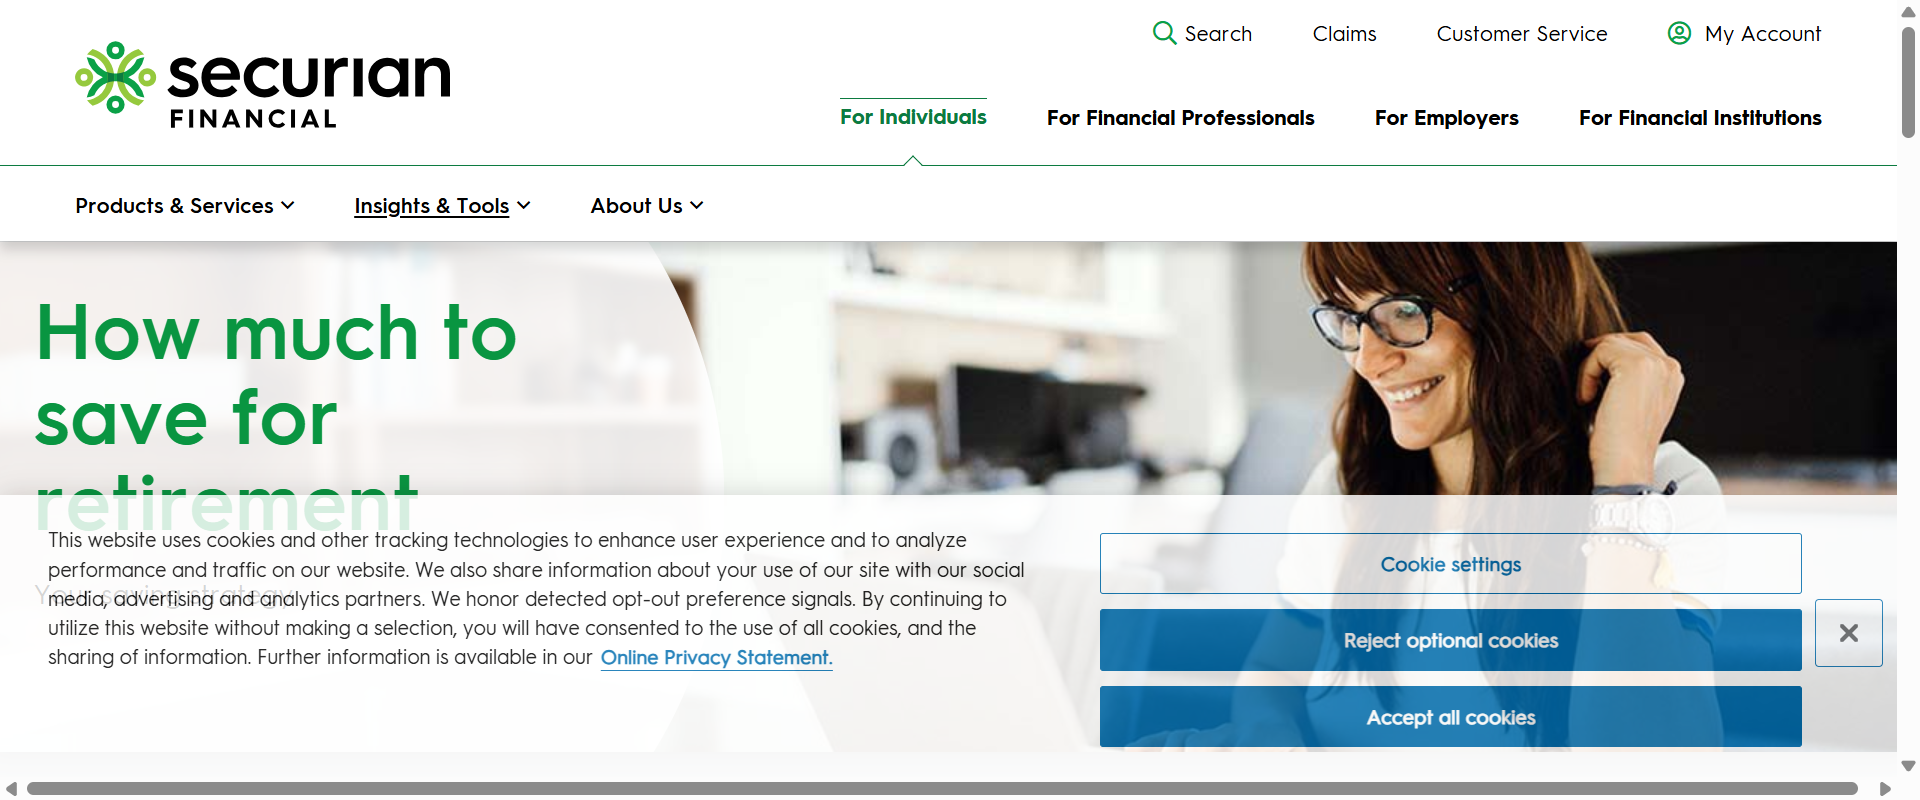 Search
Claims
Customer Service
My Account
securian
FINANCIAL
For Individuals
For Financial Professionals
For Employers
For Financial Institutions
Products & Services
Insights & Tools
About Us
How much to
save for
retirement
Your saving strategy
This website uses cookies and other tracking technologies to enhance user experience and to analyze
performance and traffic on our website. We also share information about your use of our site with our social
media, advertising and analytics partners. We honor detected opt-out preference signals. By continuing to
utilize this website without making a selection, you will have consented to the use of all cookies, and the
sharing of information. Further information is available in our Online Privacy Statement.
Cookie settings
Reject optional cookies
Accept all cookies